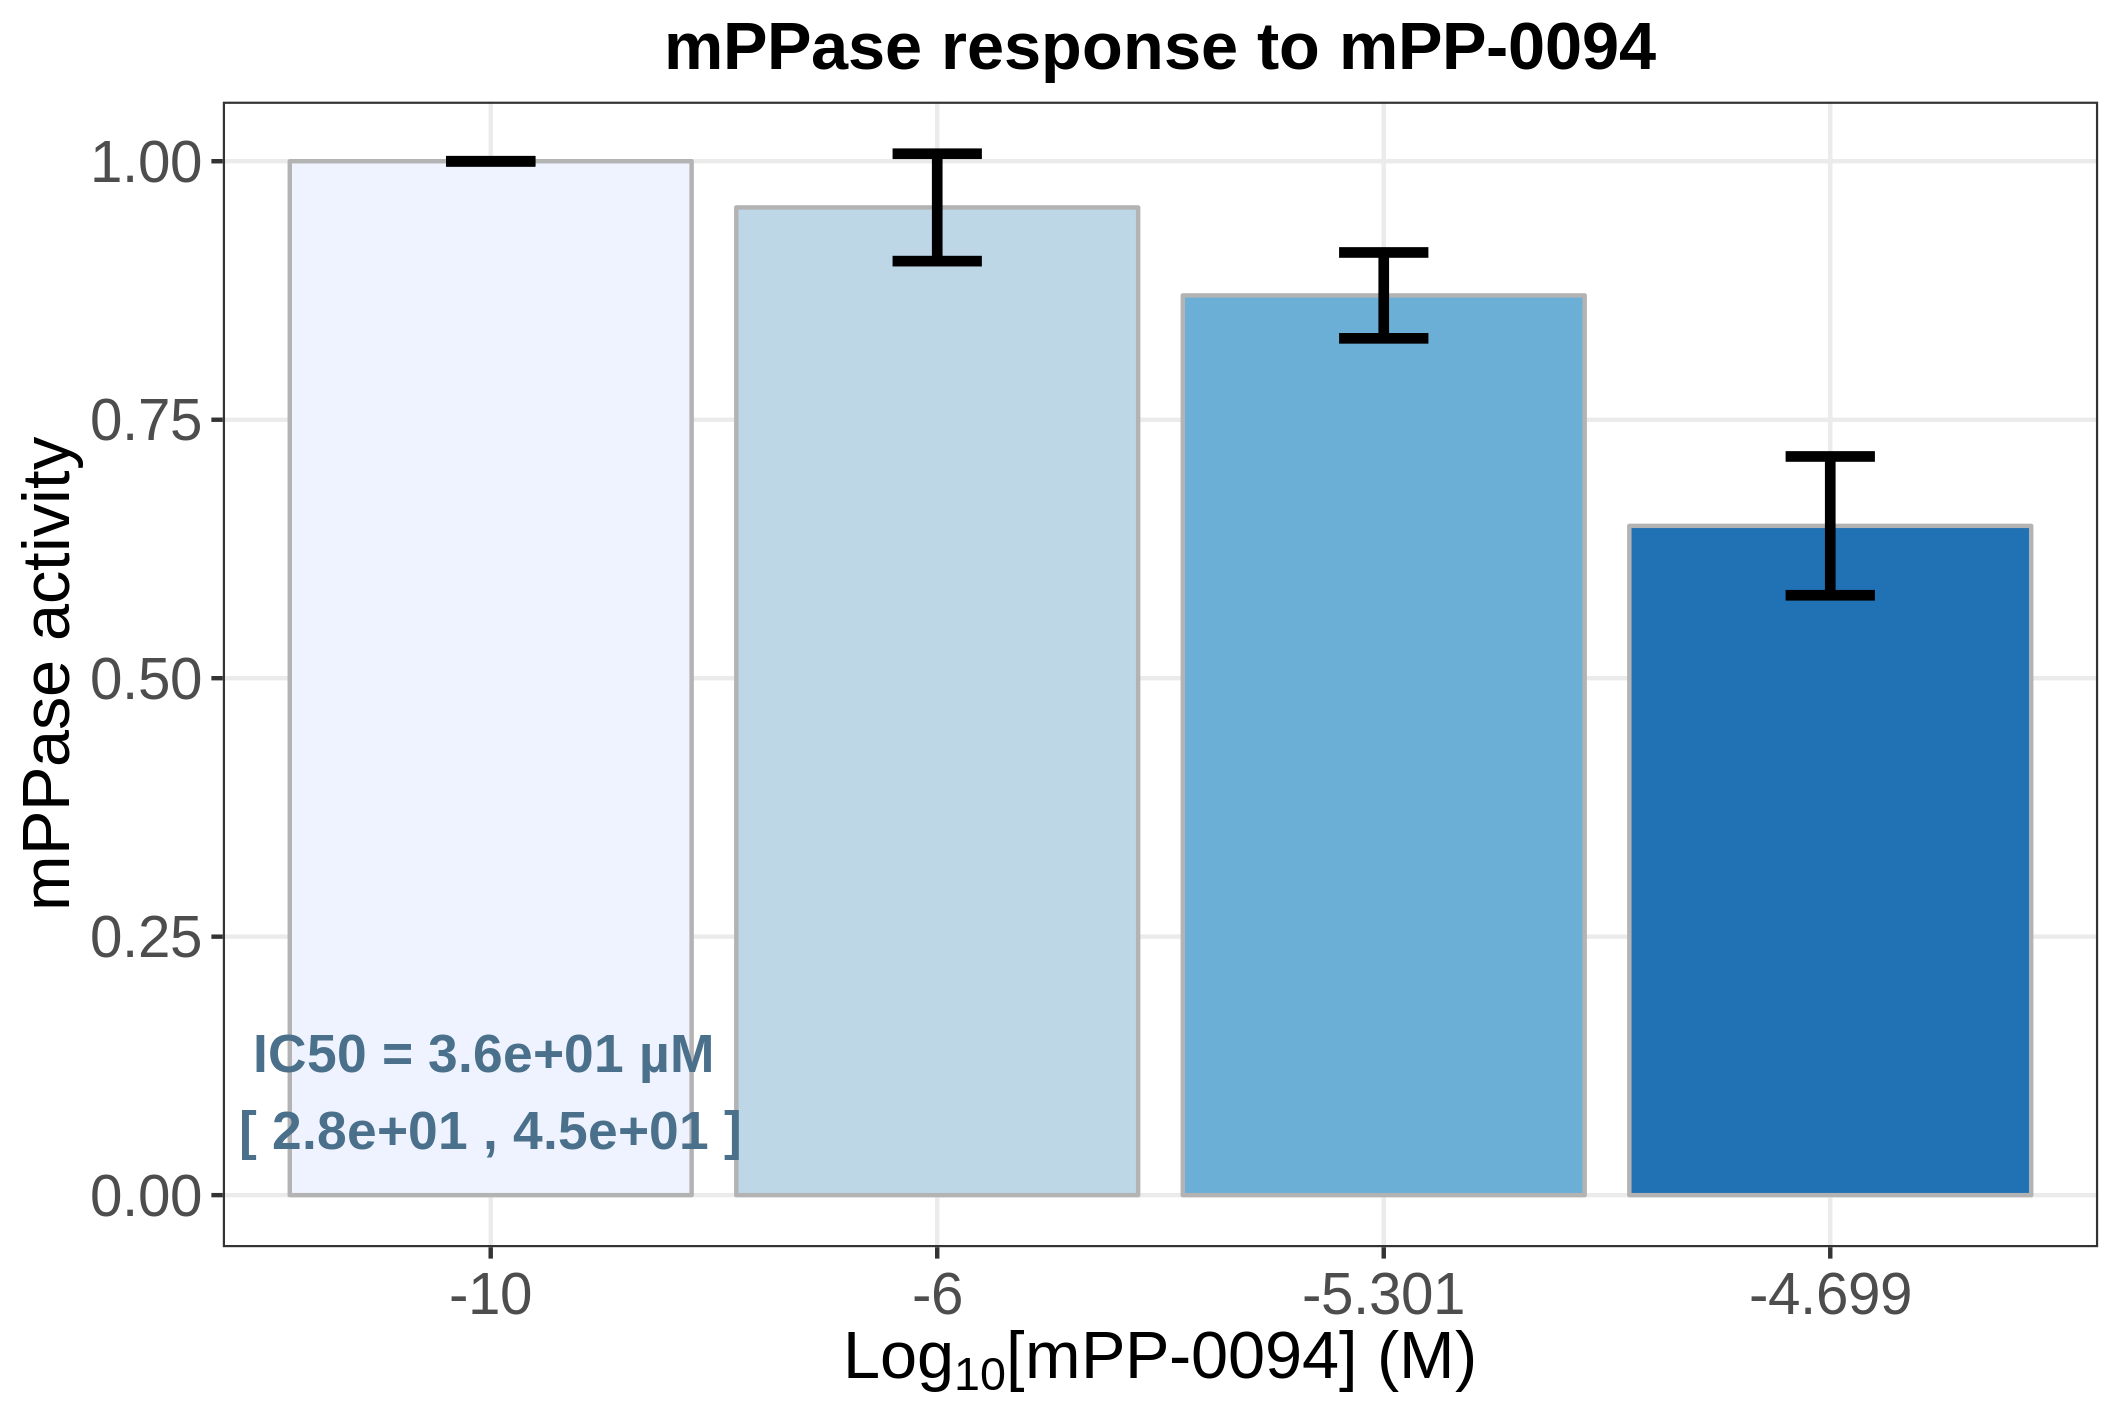 mPPase response to mPP-0094
mPPase activity
1.00
0.75
0.50
0.25
0.00
IC50 = 3.6e+01 µM
[ 2.8e+01 , 4.5e+01 ]
-10
-6
-5.301
-4.699
Log10[mPP-0094] (M)